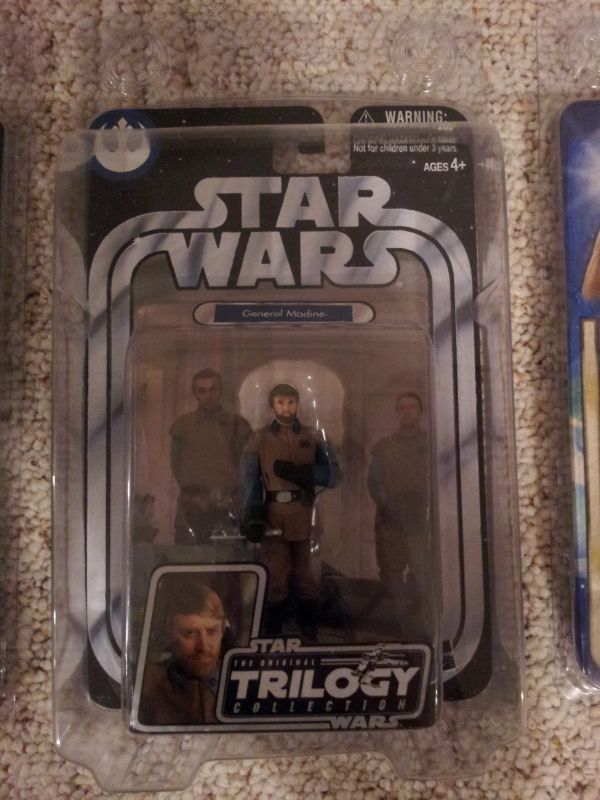 WARNING:
Not for children under 3 years.
AGES 4+
STAR
WARS
General Madine
STAR
THE ORIGINAL
TRILOGY
COLLECTION
WARS